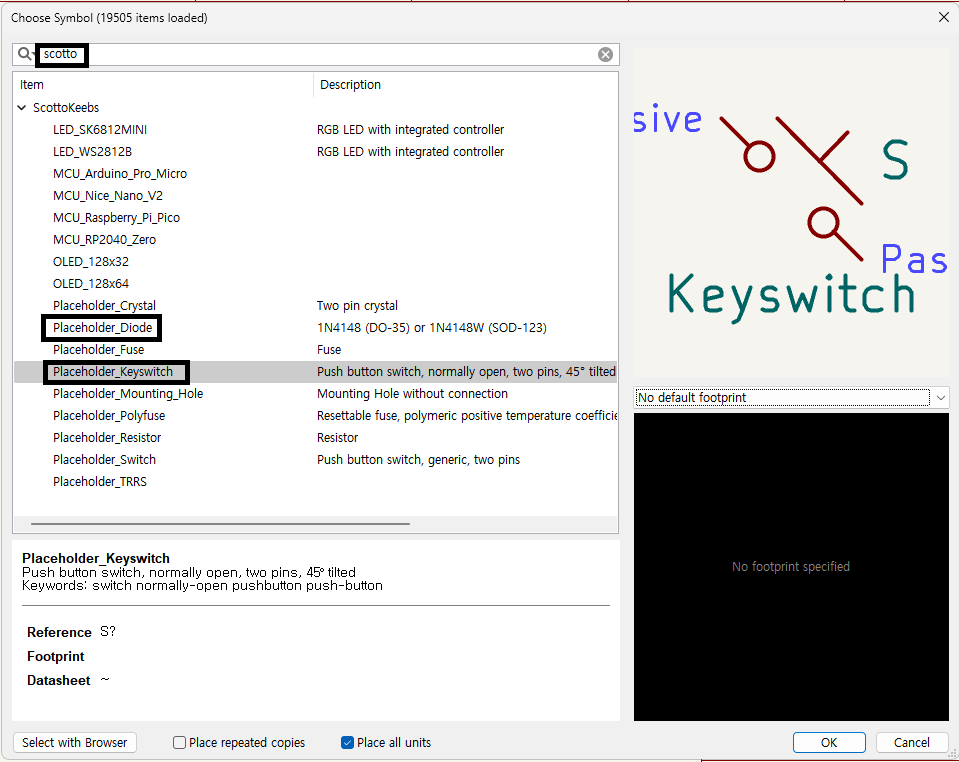 Choose Symbol (19505 items loaded)
scotto
Item Description
ScottoKeebs
LED_SK6812MINI RGB LED with integrated controller
LED_WS2812B RGB LED with integrated controller
MCU_Arduino_Pro_Micro
MCU_Nice_Nano_V2
MCU_Raspberry_Pi_Pico
MCU_RP2040_Zero
OLED_128x32
OLED_128x64
Placeholder_Crystal Two pin crystal
Placeholder_Diode 1N4148 (DO-35) or 1N4148W (SOD-123)
Placeholder_Fuse Fuse
Placeholder_Keyswitch Push button switch, normally open, two pins, 45° tilted
Placeholder_Mounting_Hole Mounting Hole without connection
Placeholder_Polyfuse Resettable fuse, polymeric positive temperature coefficie
Placeholder_Resistor Resistor
Placeholder_Switch Push button switch, generic, two pins
Placeholder_TRRS
Placeholder_Keyswitch
Push button switch, normally open, two pins, 45° tilted
Keywords: switch normally-open pushbutton push-button
Reference S?
Footprint
Datasheet ~
Select with Browser
Place repeated copies
Place all units
sive
S
Pas
Keyswitch
No default footprint
No footprint specified
OK
Cancel